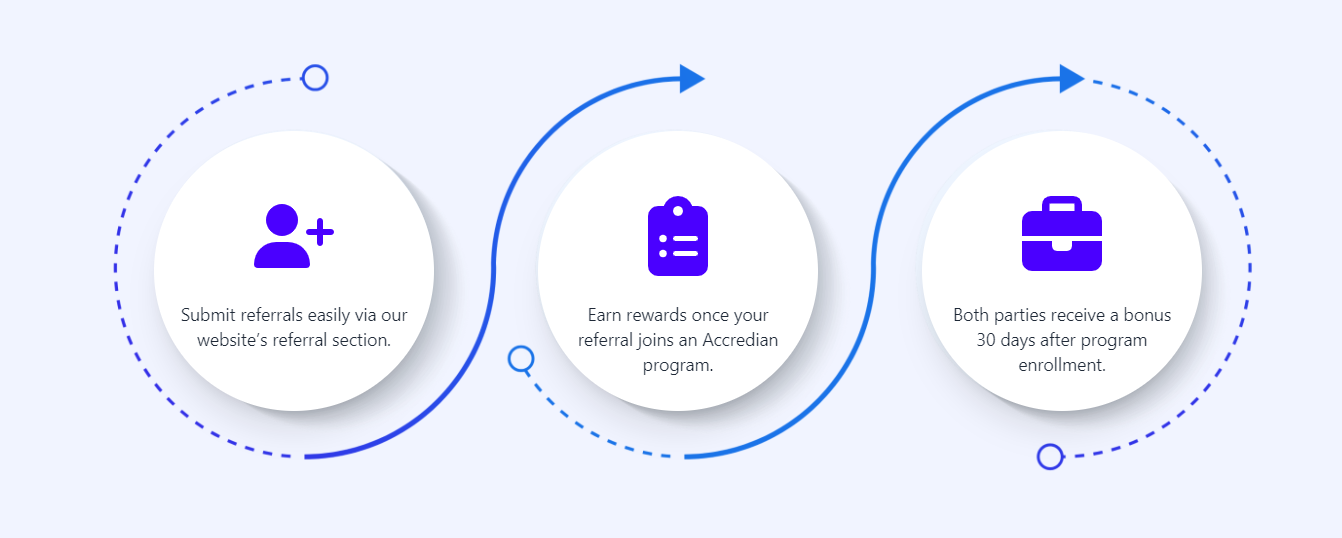 Submit referrals easily via our
website’s referral section.
Earn rewards once your
referral joins an Accredian
program.
Both parties receive a bonus
30 days after program
enrollment.